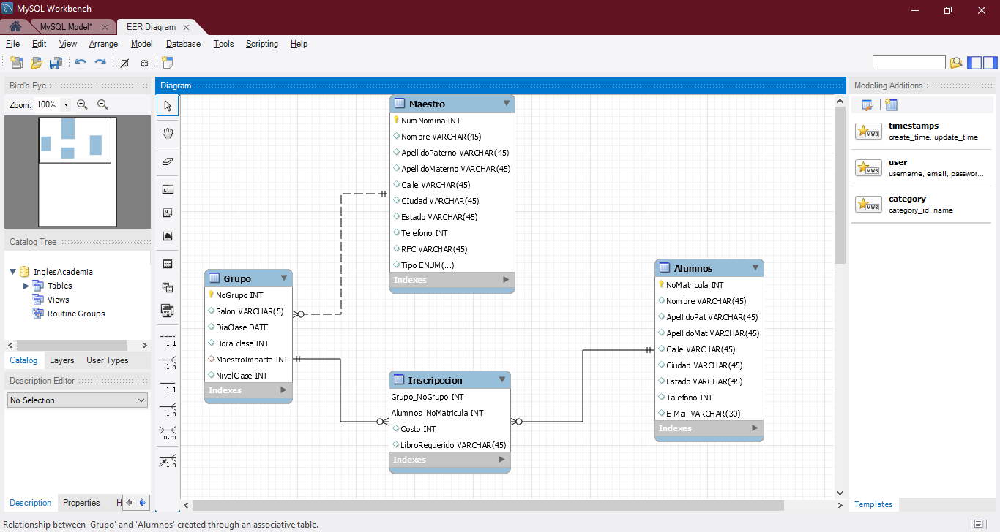 MySQL Workbench
MySQL Model*
EER Diagram
File Edit View Arrange Model Database Tools Scripting Help
Bird's Eye
Zoom: 100%
Catalog Tree
InglesAcademia
Tables
Views
Routine Groups
Catalog Layers User Types
Description Editor
No Selection
Description Properties H
Diagram
1:1
1:n
1:1
1:n
n:m
1:n
Maestro
NumNomina INT
Nombre VARCHAR(45)
ApellidoPaterno VARCHAR(45)
ApellidoMaterno VARCHAR(45)
Calle VARCHAR(45)
CIudad VARCHAR(45)
Estado VARCHAR(45)
Telefono INT
RFC VARCHAR(45)
Tipo ENUM(...)
Indexes
Grupo
NoGrupo INT
Salon VARCHAR(5)
DiaClase DATE
Hora clase INT
MaestroImparte INT
NivelClase INT
Indexes
Inscripccion
Grupo_NoGrupo INT
Alumnos_NoMatricula INT
Costo INT
LibroRequerido VARCHAR(45)
Indexes
Alumnos
NoMatricula INT
Nombre VARCHAR(45)
ApellidoPat VARCHAR(45)
ApellidoMat VARCHAR(45)
Calle VARCHAR(45)
Ciudad VARCHAR(45)
Estado VARCHAR(45)
Talefono INT
E-Mail VARCHAR(30)
Indexes
Modeling Additions
MWB
timestamps
create_time, update_time
MWB
user
username, email, passwor...
MWB
category
category_id, name
Templates
Relationship between 'Grupo' and 'Alumnos' created through an associative table.